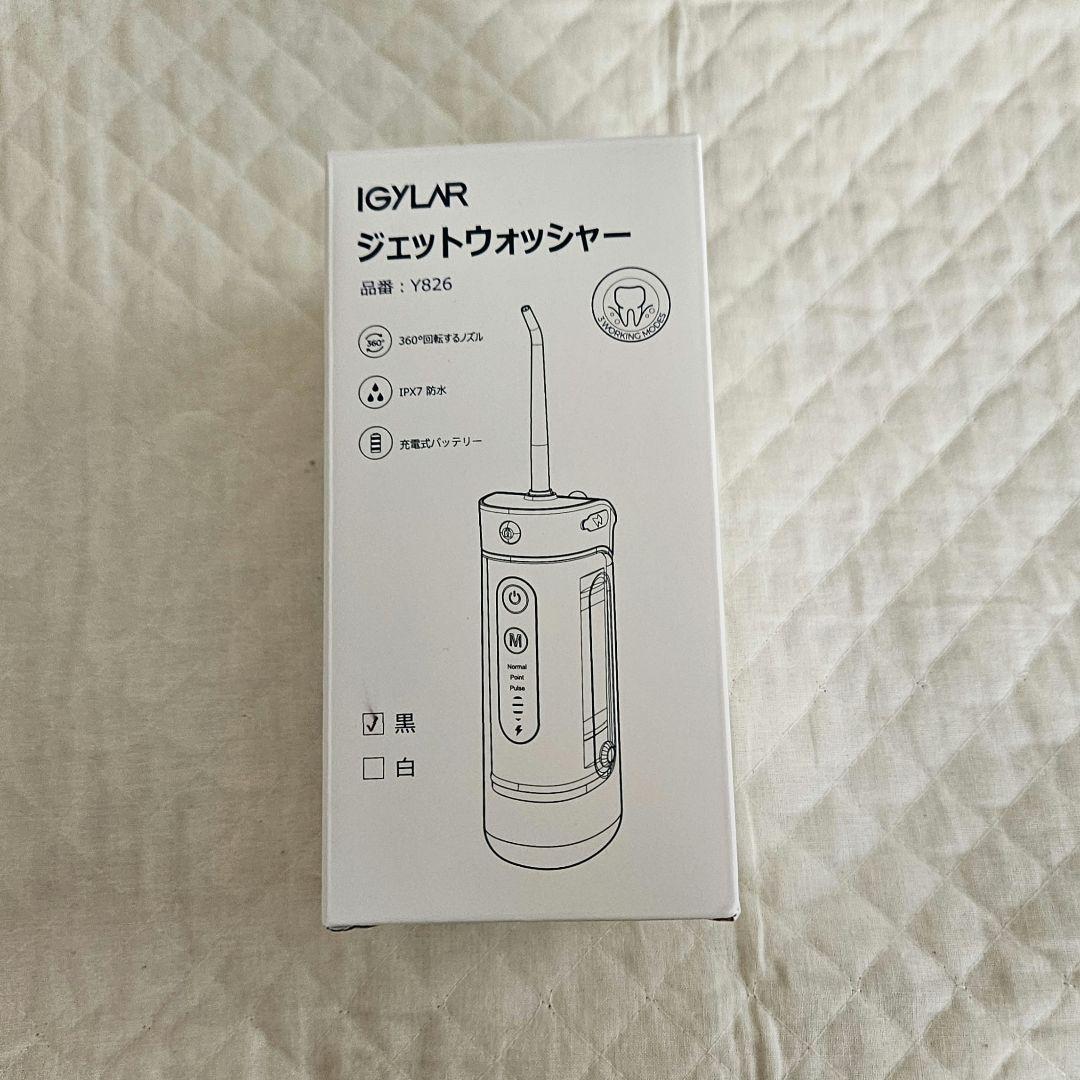 IGYLAR
ジェットウォッシャー
品番：Y826
360° 360°回転するノズル
IPX7 防水
充電式バッテリー
3 WORKING MODES
M
Normal
Point
Pulse
黒
白